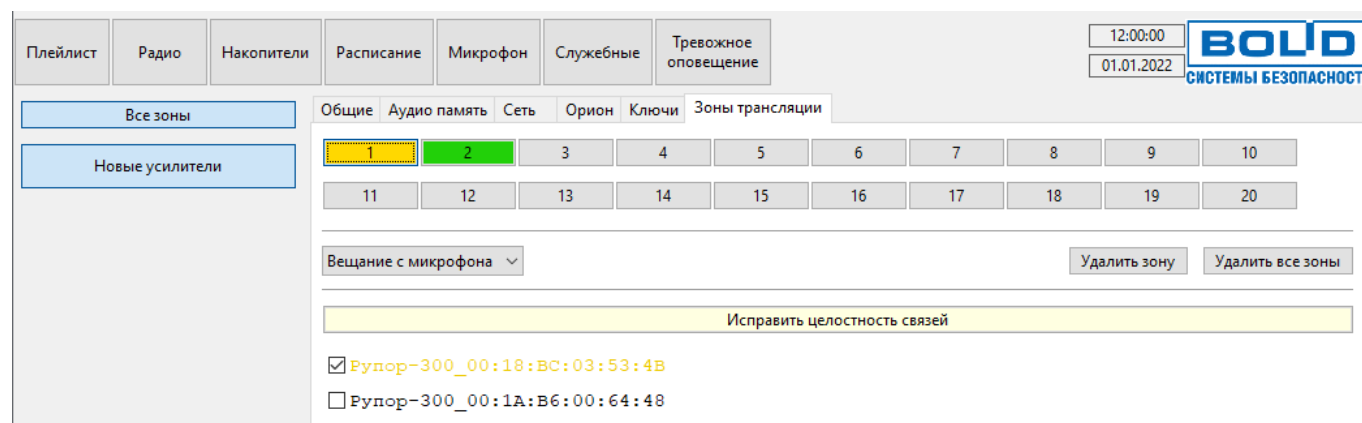 Плейлист
Радио
Накопители
Расписание
Микрофон
Служебные
Тревожное
оповещение
12:00:00
01.01.2022
BOLID
СИСТЕМЫ БЕЗОПАСНОСТ
Все зоны
Новые усилители
Общие Аудио память Сеть Орион Ключи Зоны трансляции
1 2 3 4 5 6 7 8 9 10
11 12 13 14 15 16 17 18 19 20
Вещание с микрофона
Удалить зону
Удалить все зоны
Исправить целостность связей
Рупор-300_00:18:BC:03:53:4B
Рупор-300_00:1A:B6:00:64:48